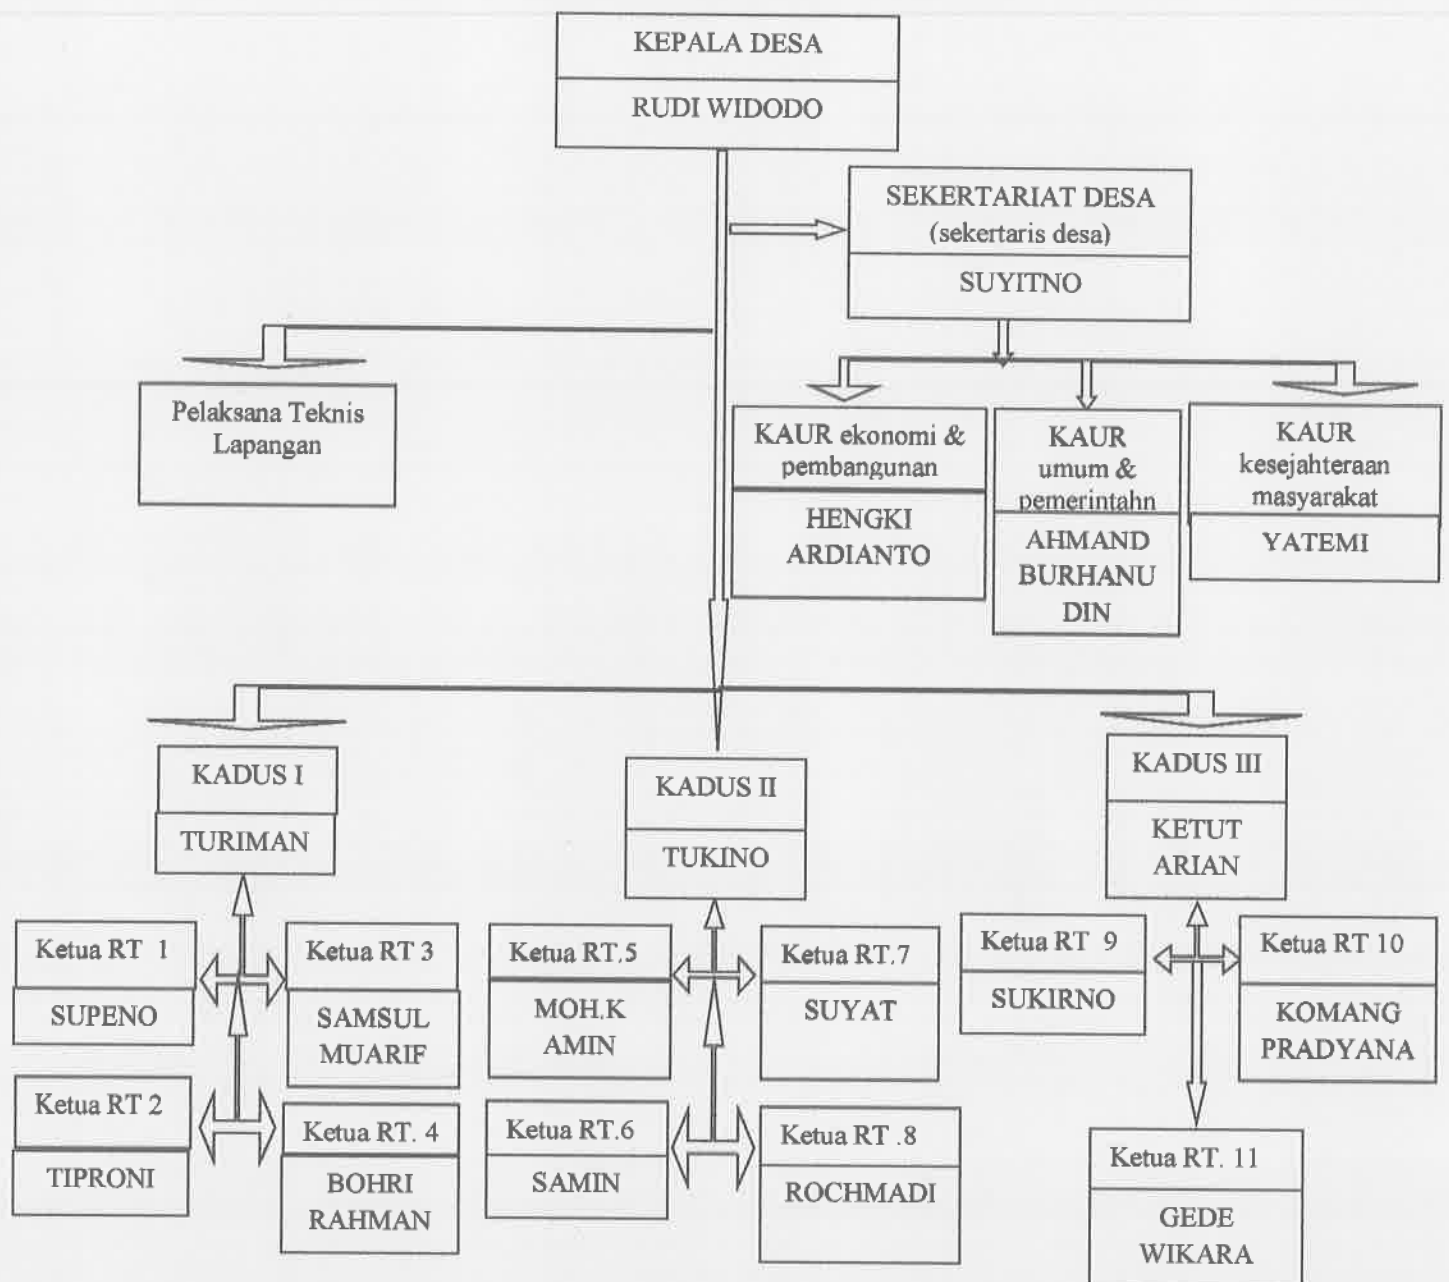 KEPALA DESA
RUDI WIDODO
SEKERTARIAT DESA
(sekertaris desa)
SUYITNO
Pelaksana Teknis
Lapangan
KAUR ekonomi &
pembangunan
HENGKI
ARDIANTO
KAUR
umum &
pemerintahn
AHMAND
BURHANU
DIN
KAUR
kesejahteraan
masyarakat
YATEMI
KADUS I
TURIMAN
KADUS II
TUKINO
KADUS III
KETUT
ARIAN
Ketua RT 1
SUPENO
Ketua RT 3
SAMSUL
MUARIF
Ketua RT 2
TIPRONI
Ketua RT. 4
BOHRI
RAHMAN
Ketua RT.5
MOH.K
AMIN
Ketua RT.7
SUYAT
Ketua RT.6
SAMIN
Ketua RT .8
ROCHMADI
Ketua RT 9
SUKIRNO
Ketua RT 10
KOMANG
PRADYANA
Ketua RT. 11
GEDE
WIKARA